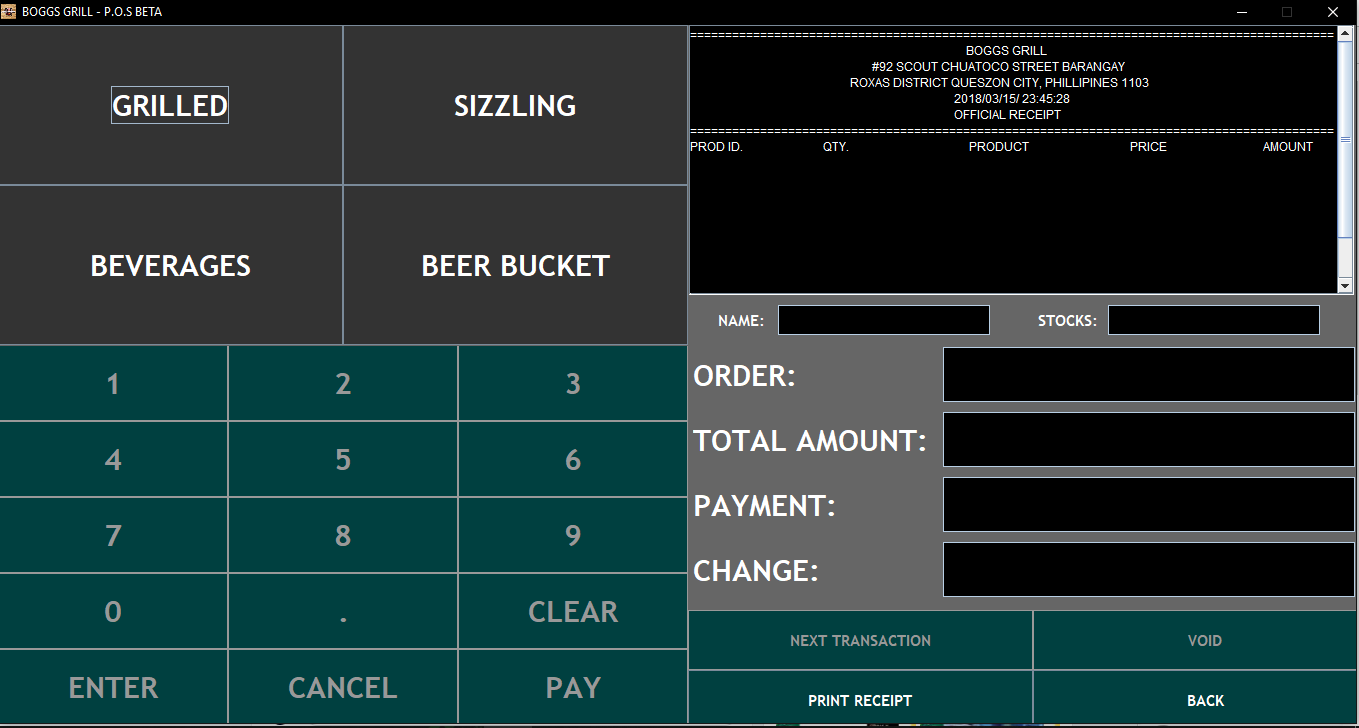 BOGGS GRILL - P.O.S BETA
GRILLED
SIZZLING
BEVERAGES
BEER BUCKET
1 2 3
4 5 6
7 8 9
0 . CLEAR
ENTER CANCEL PAY
================================================================================
BOGGS GRILL
#92 SCOUT CHUATOCO STREET BARANGAY
ROXAS DISTRICT QUESZON CITY, PHILLIPINES 1103
2018/03/15/ 23:45:28
OFFICIAL RECEIPT
================================================================================
PROD ID. QTY. PRODUCT PRICE AMOUNT
NAME: STOCKS:
ORDER:
TOTAL AMOUNT:
PAYMENT:
CHANGE:
NEXT TRANSACTION VOID
PRINT RECEIPT BACK